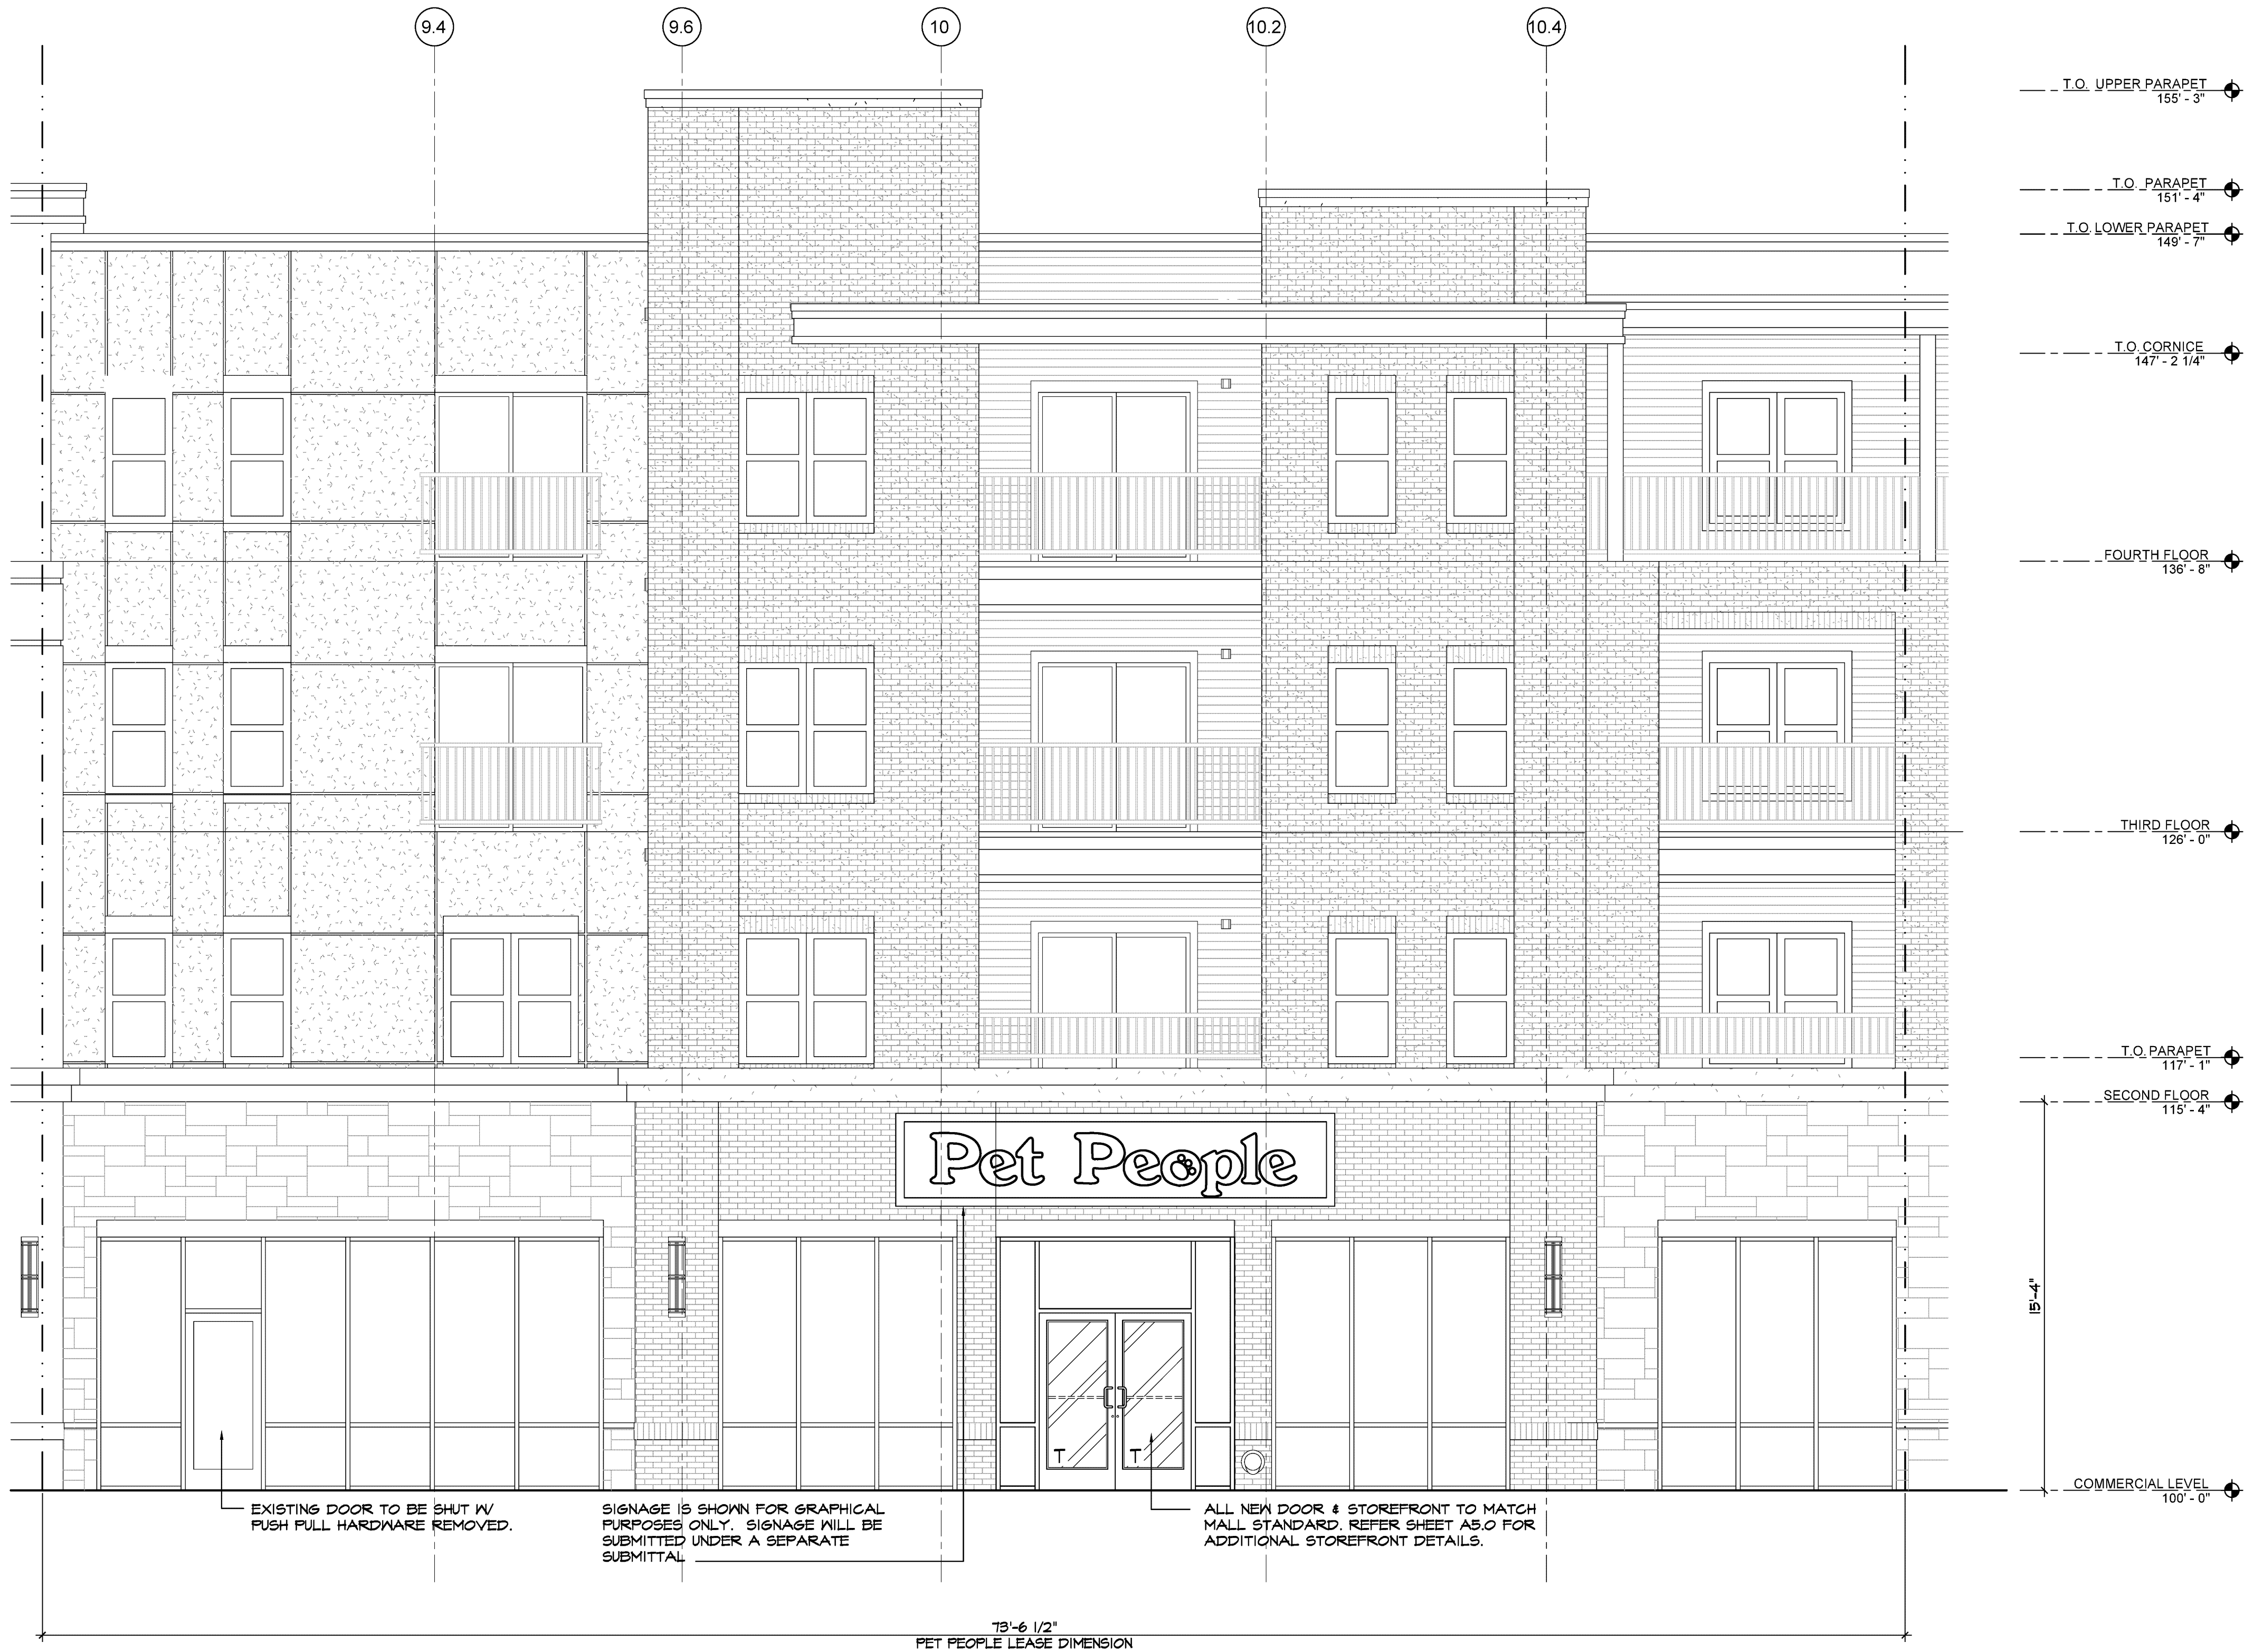 9.4
9.6
10
10.2
10.4
T.O. UPPER PARAPET
155' - 3"
T.O. PARAPET
151' - 4"
T.O. LOWER PARAPET
149' - 7"
T.O. CORNICE
147' - 2 1/4"
FOURTH FLOOR
136' - 8"
THIRD FLOOR
126' - 0"
T.O. PARAPET
117' - 1"
SECOND FLOOR
115' - 4"
Pet People
15'-4"
T
T
COMMERCIAL LEVEL
100' - 0"
EXISTING DOOR TO BE SHUT W/
PUSH PULL HARDWARE REMOVED.
SIGNAGE IS SHOWN FOR GRAPHICAL
PURPOSES ONLY. SIGNAGE WILL BE
SUBMITTED UNDER A SEPARATE
SUBMITTAL
ALL NEW DOOR & STOREFRONT TO MATCH
MALL STANDARD. REFER SHEET A5.0 FOR
ADDITIONAL STOREFRONT DETAILS.
73'-6 1/2"
PET PEOPLE LEASE DIMENSION